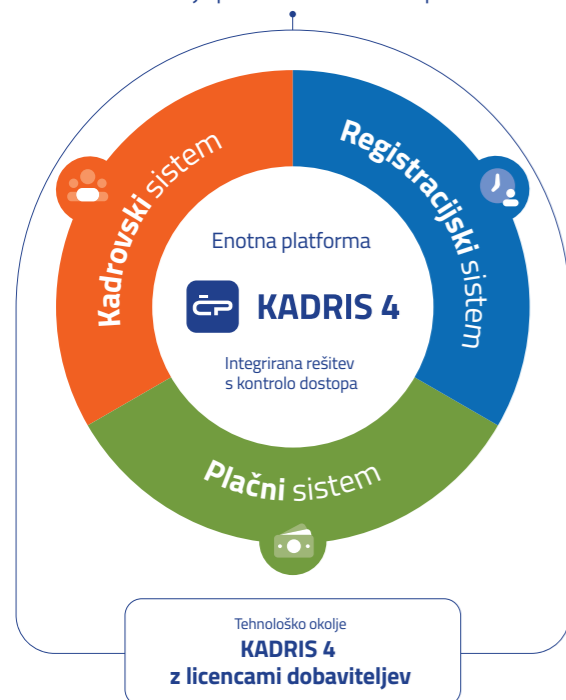 Kadrovski sistem
Registracijski sistem
Enotna platforma
KADRIS 4
Integrirana rešitev
s kontrolo dostopa
Plačni sistem
Tehnološko okolje
KADRIS 4
z licencami dobaviteljev